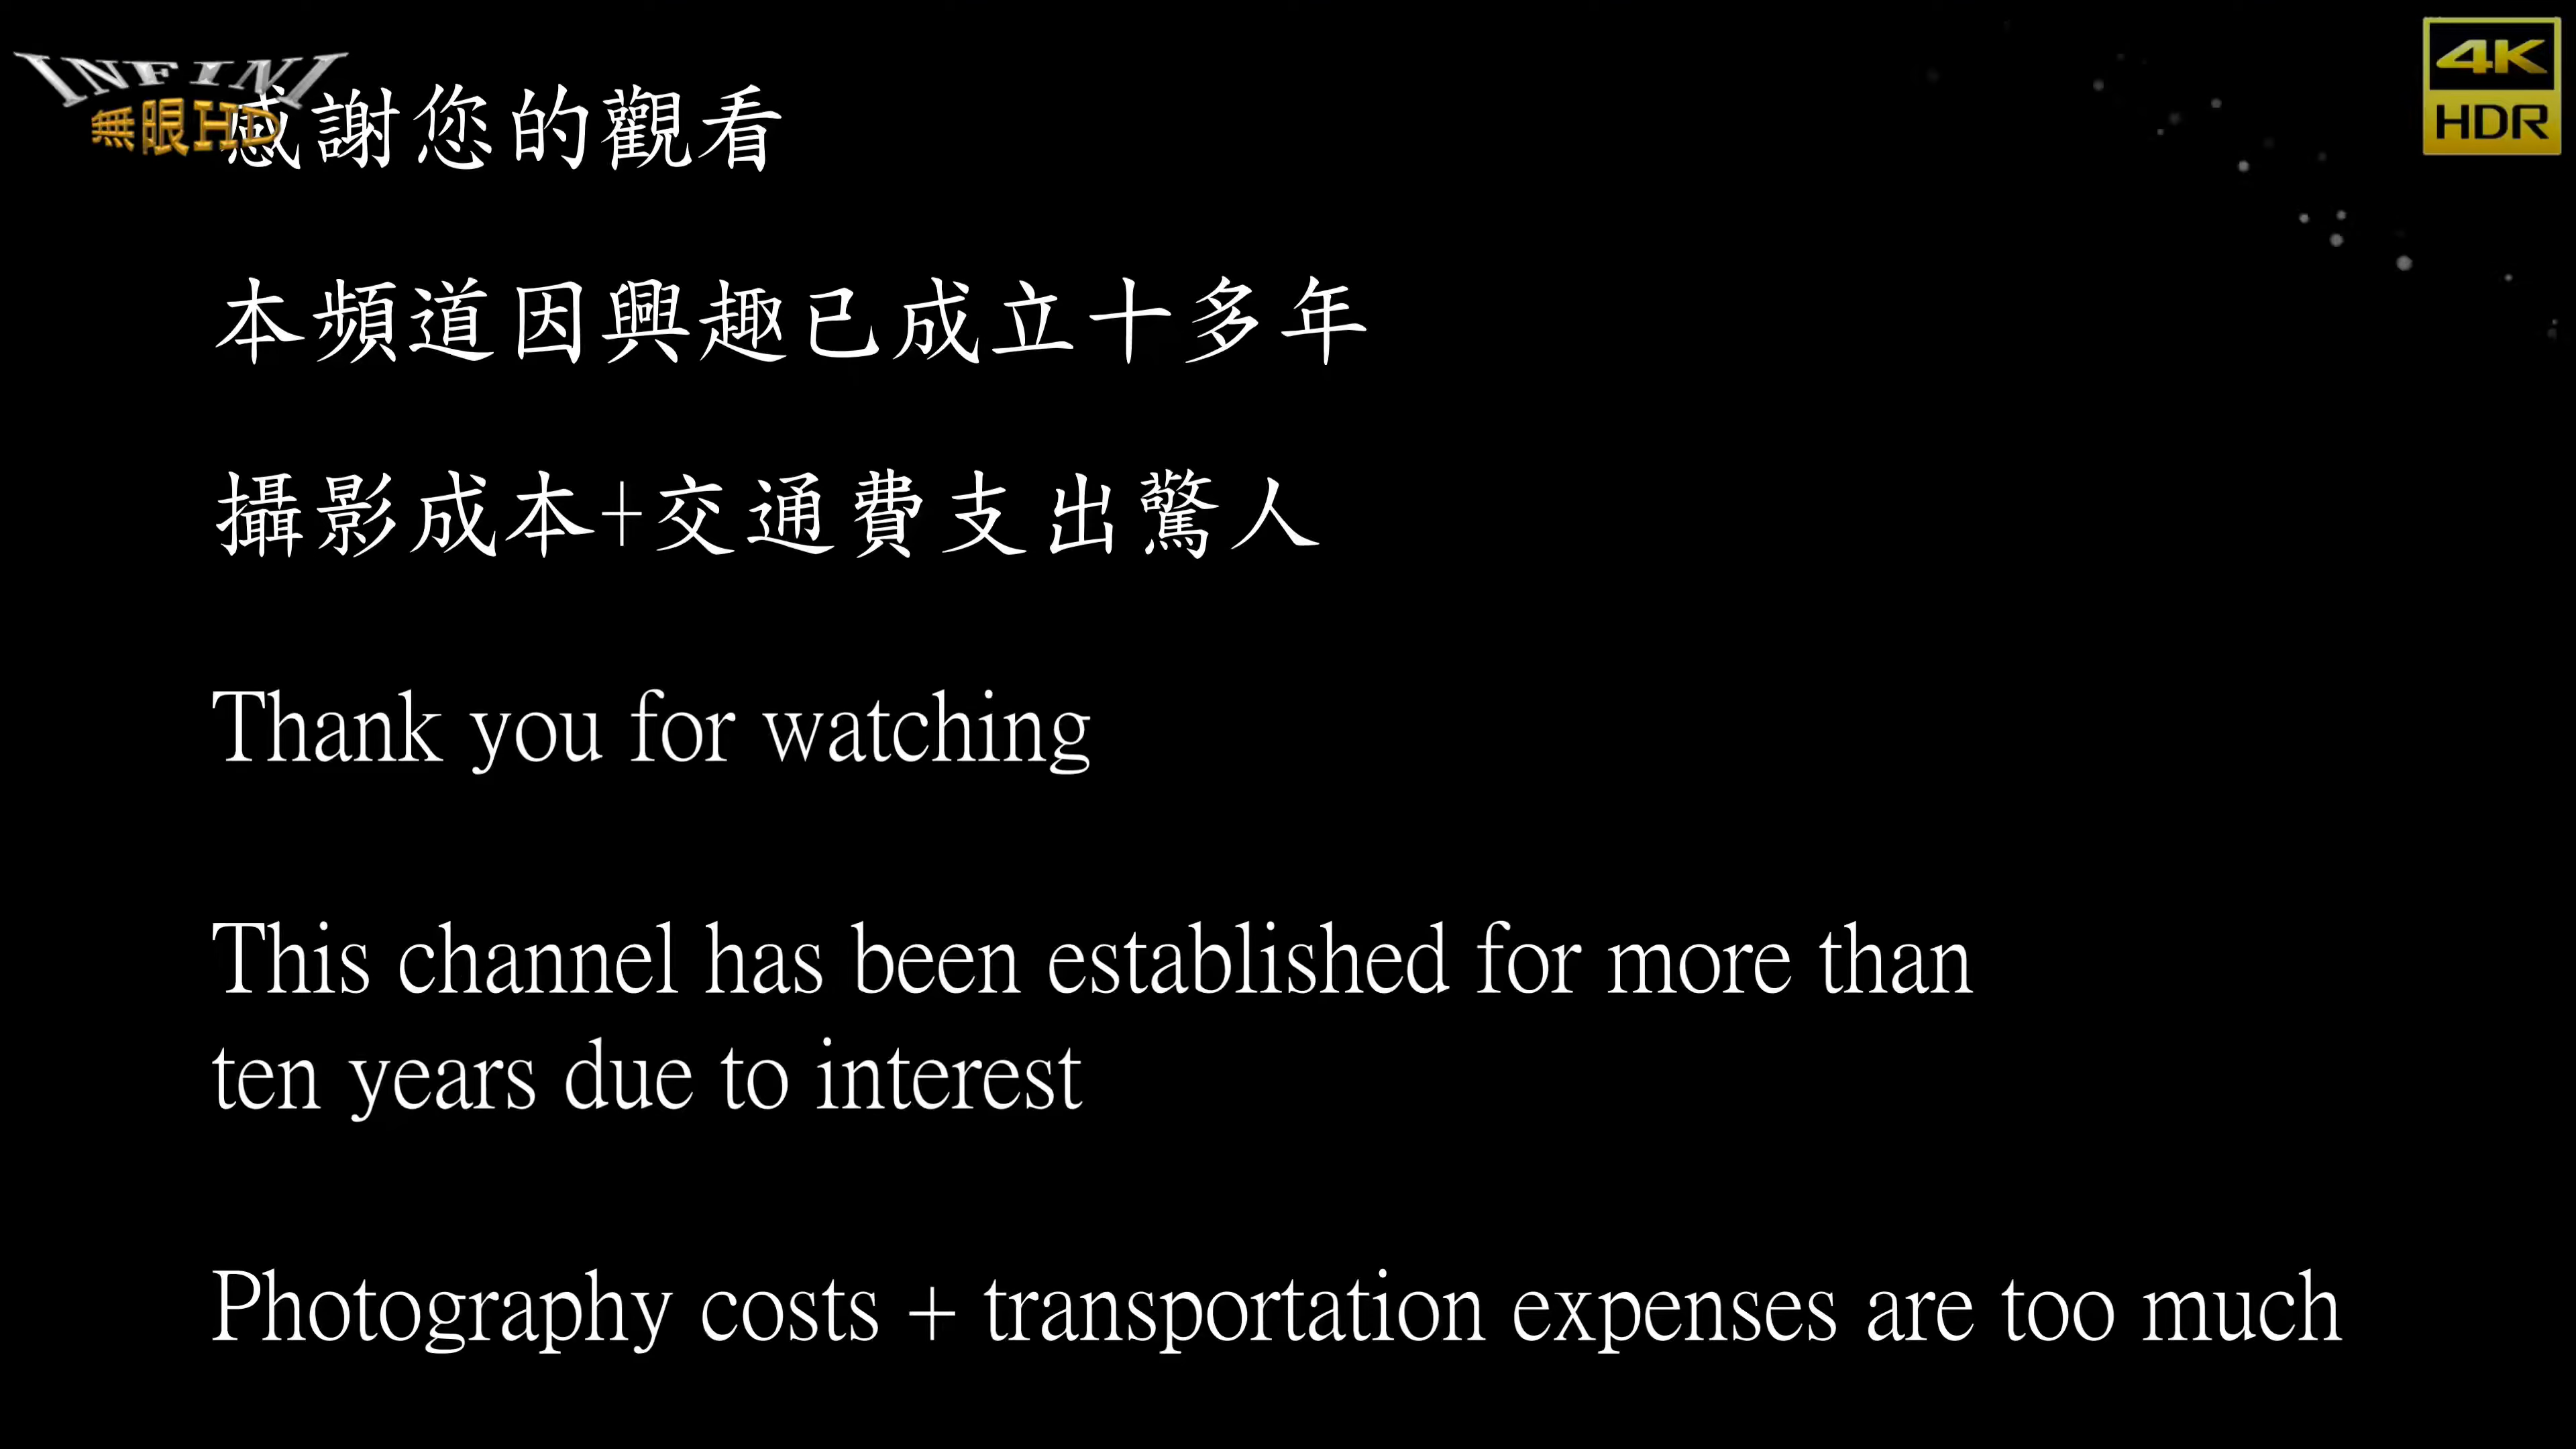 INFINI
無眼HD
4K
HDR
感謝您的觀看
本頻道因興趣已成立十多年
攝影成本+交通費支出驚人
Thank you for watching
This channel has been established for more than
ten years due to interest
Photography costs + transportation expenses are too much